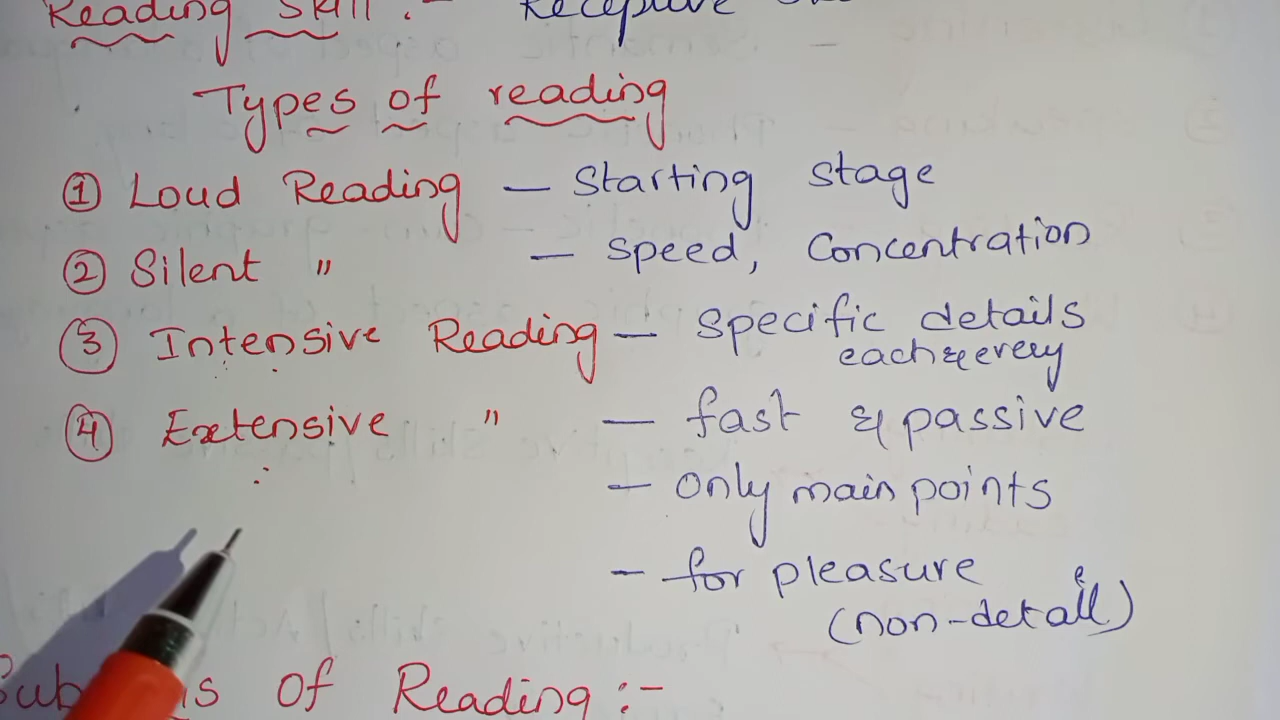 Reading Skill :- Receptive
Types of reading
① Loud Reading — Starting stage
② Silent " — Speed, Concentration
③ Intensive Reading — Specific details
each & every
④ Extensive " — fast & passive
— only main points
— for pleasure
(non-detail)
of Reading :-